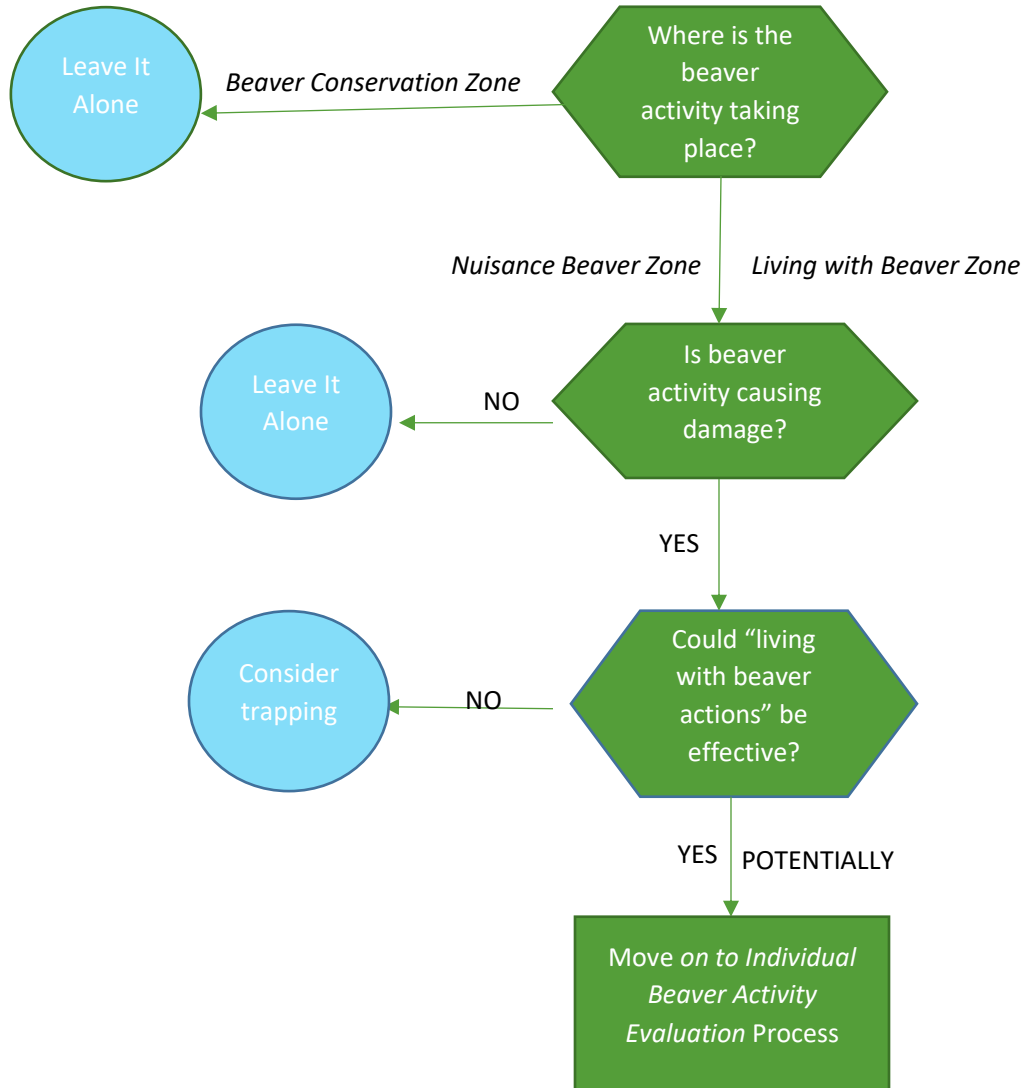 Where is the
beaver
activity taking
place?
Beaver Conservation Zone
Leave It
Alone
Nuisance Beaver Zone
Living with Beaver Zone
Is beaver
activity causing
damage?
NO
Leave It
Alone
YES
Could “living
with beaver
actions” be
effective?
NO
Consider
trapping
YES
POTENTIALLY
Move on to Individual
Beaver Activity
Evaluation Process